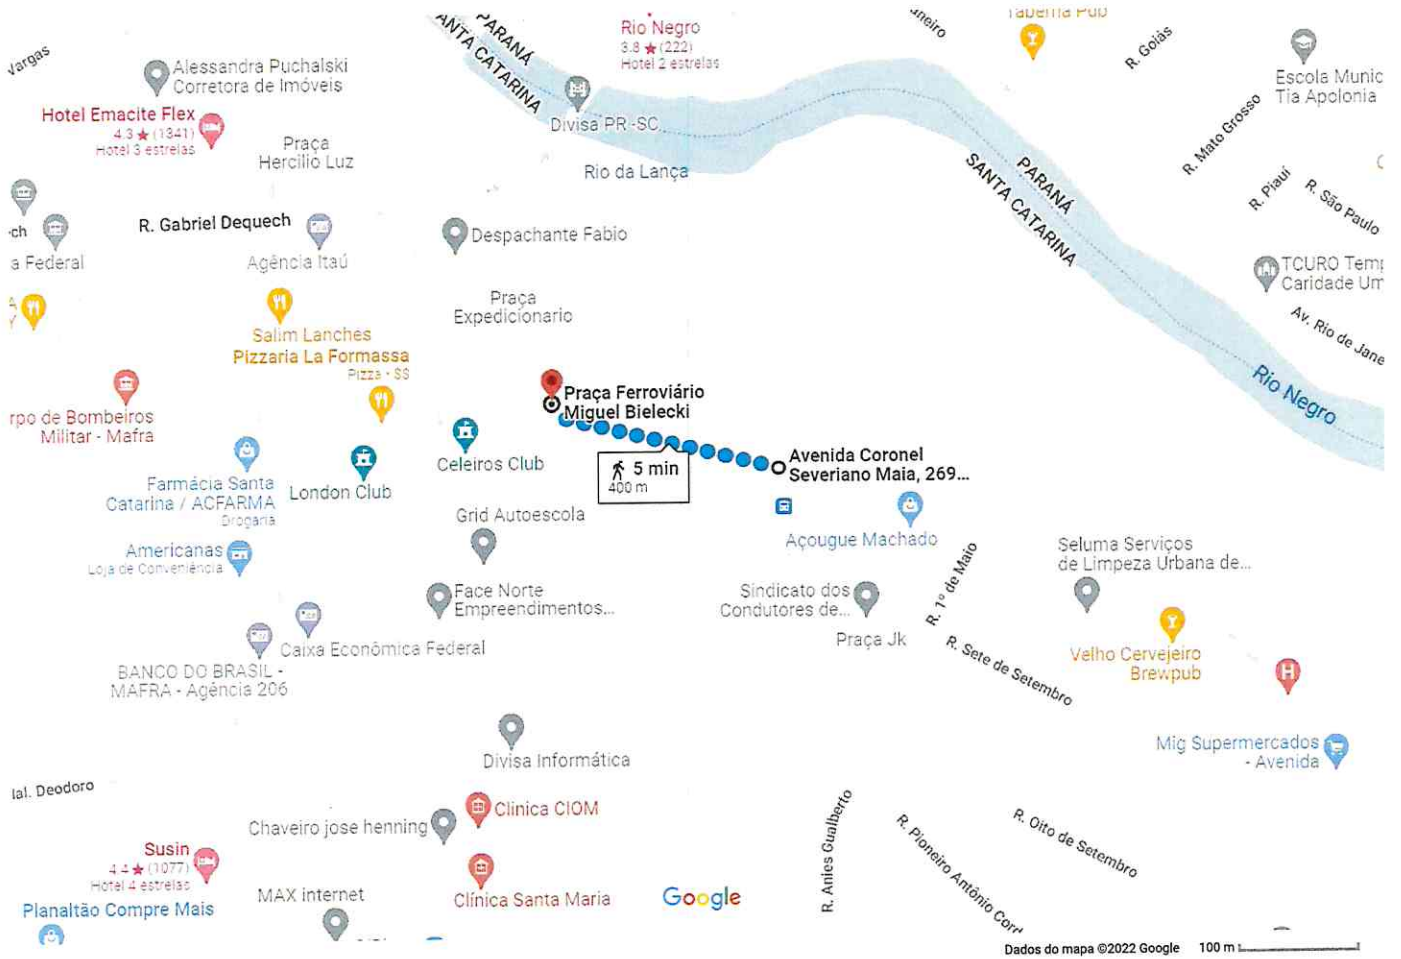 PARANÁ
SANTA CATARINA
Rio Negro
3.8 ★ (222)
Hotel 2 estrelas
Taberna Pub
R. Goiás
Vargas
Alessandra Puchalski
Corretora de Imóveis
Escola Munic
Tia Apolonia
Hotel Emacite Flex
4.3 ★ (1341)
Hotel 3 estrelas
Praça
Hercilio Luz
Divisa PR -SC
Rio da Lança
R. Mato Grosso
PARANÁ
SANTA CATARINA
R. Piauí
R. São Paulo
R. Gabriel Dequech
Despachante Fabio
a Federal
Agência Itaú
TCURO Tem
Caridade Um
Praça
Expedicionario
Av. Rio de Jane
Salim Lanches
Pizzaria La Formassa
Pizza - $$
Rio Negro
Praça Ferroviário
Miguel Bielecki
rpo de Bombeiros
Militar - Mafra
Celeiros Club
Avenida Coronel
Severiano Maia, 269...
5 min
400 m
Farmácia Santa
Catarina / ACFARMA
Drogaria
London Club
Grid Autoescola
Açougue Machado
Americanas
Loja de Conveniência
R. 1º de Maio
Seluma Serviços
de Limpeza Urbana de...
Face Norte
Empreendimentos...
Sindicato dos
Condutores de...
Praça Jk
Caixa Econômica Federal
R. Sete de Setembro
Velho Cervejeiro
Brewpub
BANCO DO BRASIL -
MAFRA - Agência 206
Divisa Informática
Mig Supermercados
- Avenida
lal. Deodoro
Clinica CIOM
Chaveiro jose henning
R. Anies Gualberto
R. Pioneiro Antônio
R. Oito de Setembro
Susin
4.4 ★ (1077)
Hotel 4 estrelas
MAX internet
Clínica Santa Maria
Google
Planaltão Compre Mais
Dados do mapa ©2022 Google
100 m